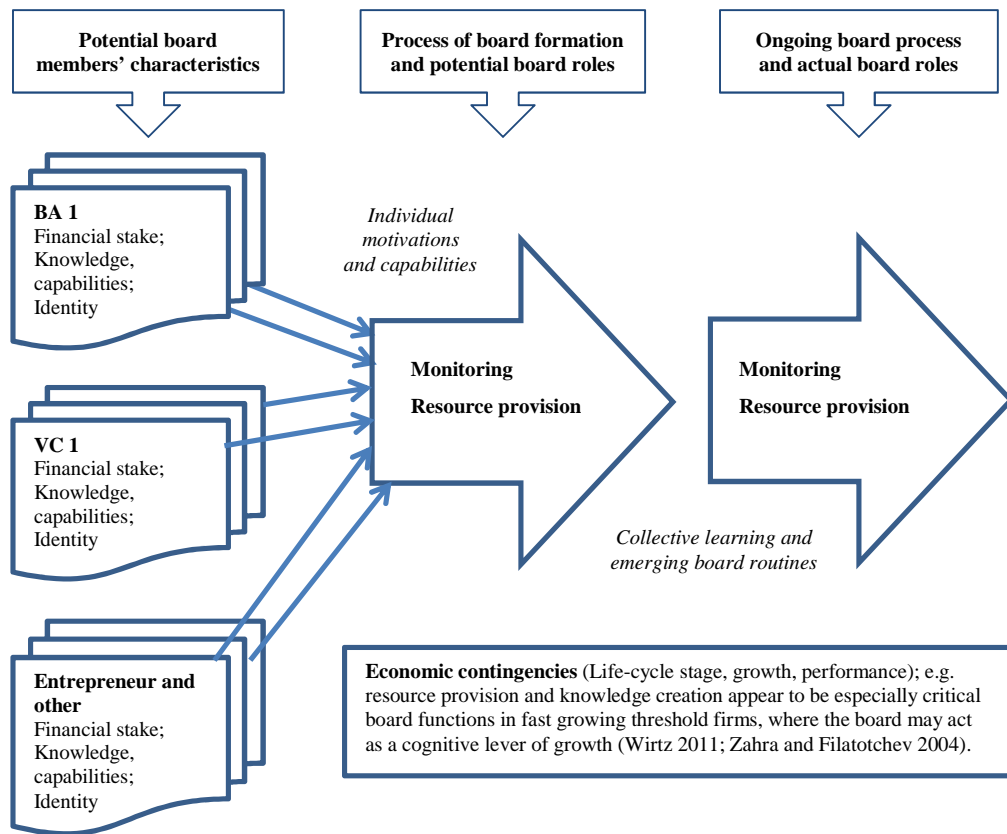 Potential board
members’ characteristics
Process of board formation
and potential board roles
Ongoing board process
and actual board roles
BA 1
Financial stake;
Knowledge,
capabilities;
Identity
Individual
motivations
and capabilities
Monitoring
Resource provision
Monitoring
Resource provision
VC 1
Financial stake;
Knowledge,
capabilities;
Identity
Collective learning and
emerging board routines
Entrepreneur and
other
Financial stake;
Knowledge,
capabilities;
Identity
Economic contingencies (Life-cycle stage, growth, performance); e.g.
resource provision and knowledge creation appear to be especially critical
board functions in fast growing threshold firms, where the board may act
as a cognitive lever of growth (Wirtz 2011; Zahra and Filatotchev 2004).